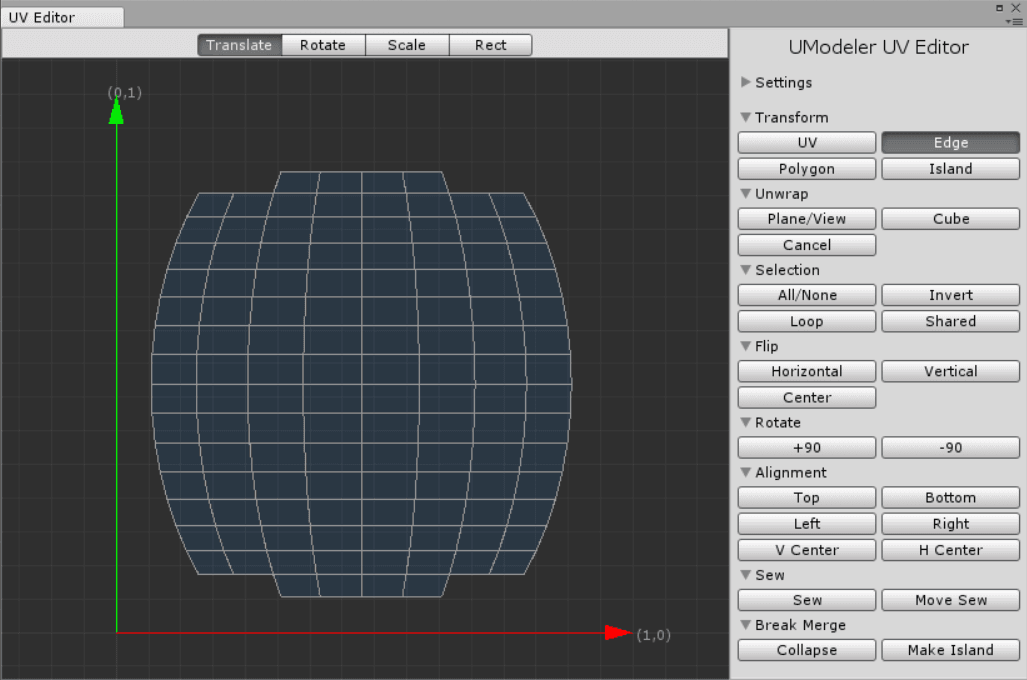 UV Editor
Translate Rotate Scale Rect
UModeler UV Editor
Settings
Transform
UV Edge
Polygon Island
Unwrap
Plane/View Cube
Cancel
Selection
All/None Invert
Loop Shared
Flip
Horizontal Vertical
Center
Rotate
+90 -90
Alignment
Top Bottom
Left Right
V Center H Center
Sew
Sew Move Sew
Break Merge
Collapse Make Island
(0,1)
(1,0)